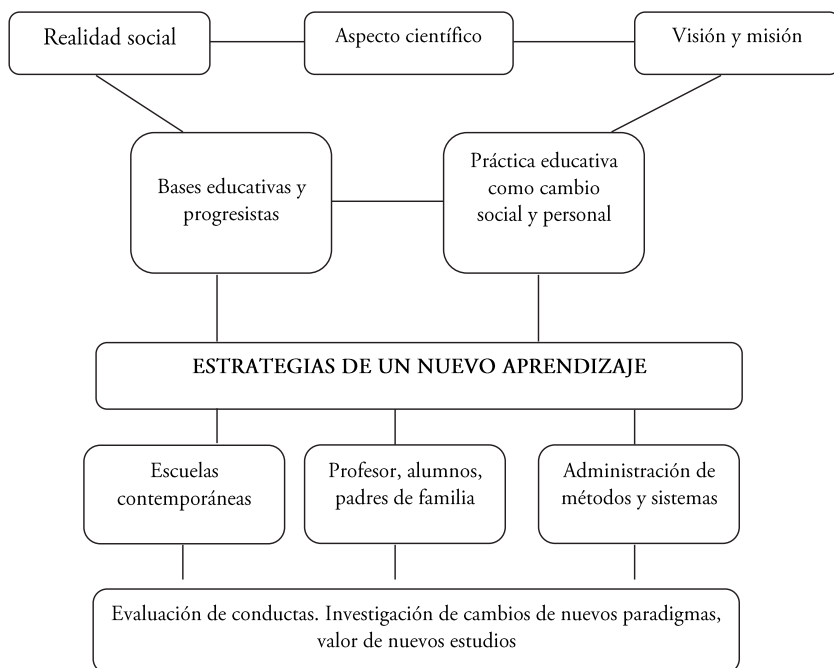 Realidad social
Aspecto científico
Visión y misión
Bases educativas y
progresistas
Práctica educativa
como cambio
social y personal
ESTRATEGIAS DE UN NUEVO APRENDIZAJE
Escuelas
contemporáneas
Profesor, alumnos,
padres de familia
Administración de
métodos y sistemas
Evaluación de conductas. Investigación de cambios de nuevos paradigmas,
valor de nuevos estudios